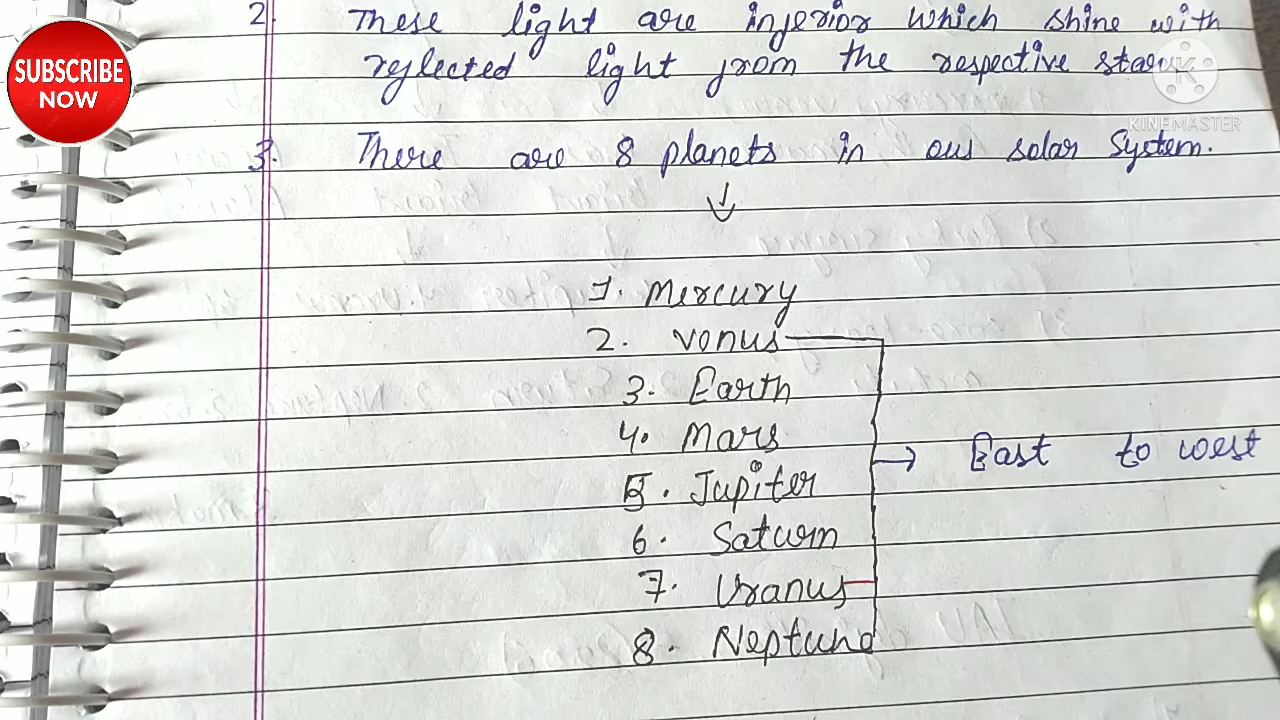 SUBSCRIBE
NOW
2. These light are inferior which shine with
reflected light from the respective stars
KINEMASTER
3. There are 8 planets in our solar system.
1. Mercury
2. Venus
3. Earth
4. Mars
5. Jupiter
6. Saturn
7. Uranus
8. Neptune
East to west